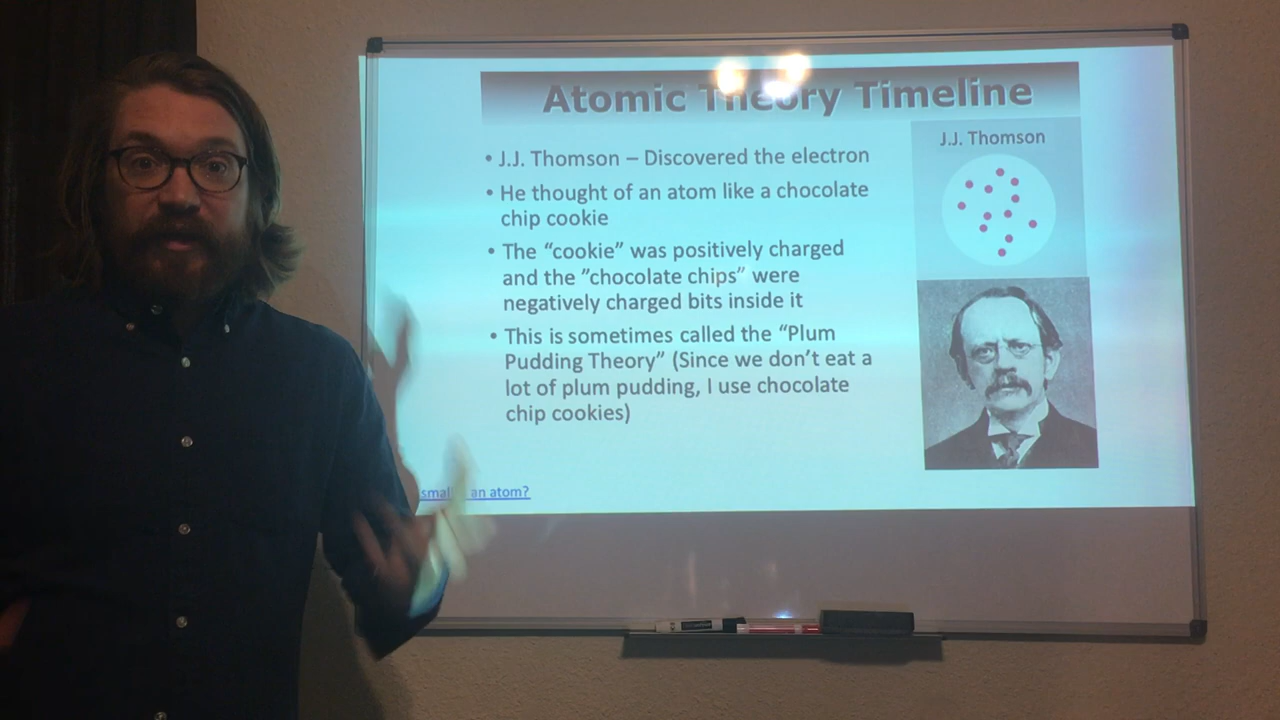 Atomic Theory Timeline
• J.J. Thomson – Discovered the electron
• He thought of an atom like a chocolate
chip cookie
• The “cookie” was positively charged
and the ”chocolate chips” were
negatively charged bits inside it
• This is sometimes called the “Plum
Pudding Theory” (Since we don’t eat a
lot of plum pudding, I use chocolate
chip cookies)
J.J. Thomson
an atom?